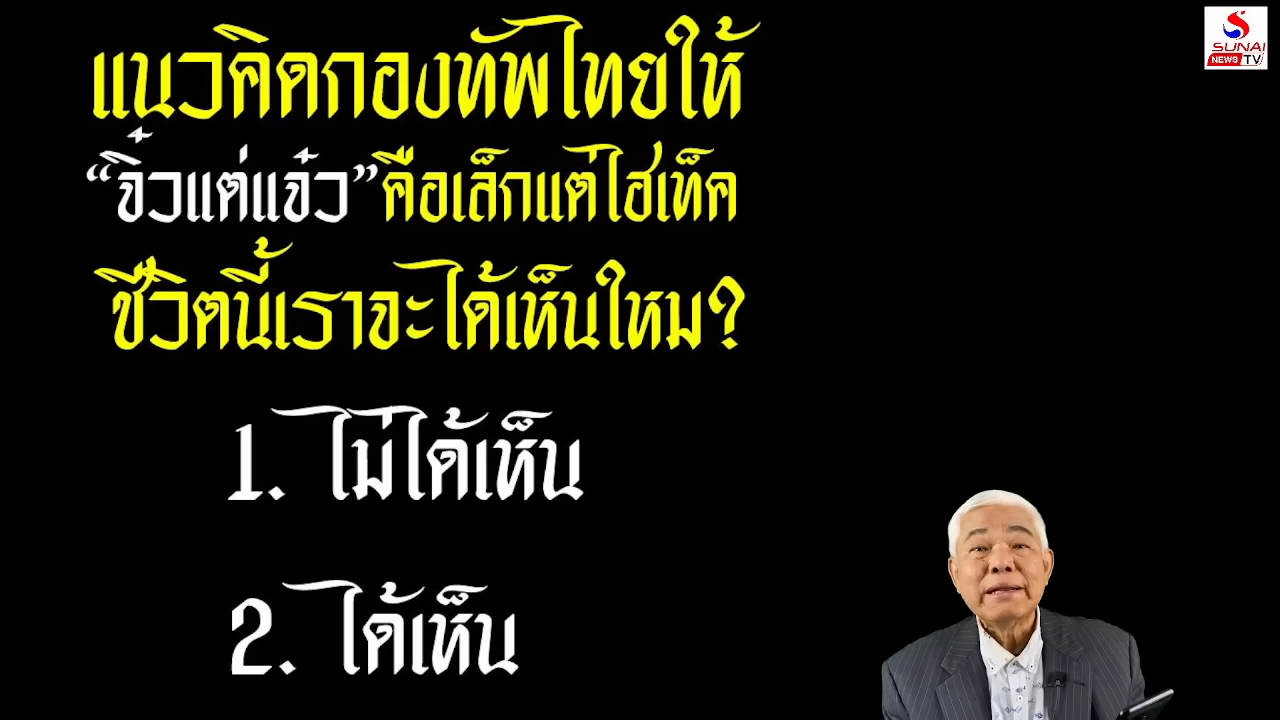 แนวคิดกองทัพไทยให้
“จิ๋วแต่แจ๋ว”คือเล็กแต่ไฮเท็ค
ชีวิตนี้เราจะได้เห็นใหม?
1. ไม่ได้เห็น
2. ได้เห็น
SUNAI
NEWS TV